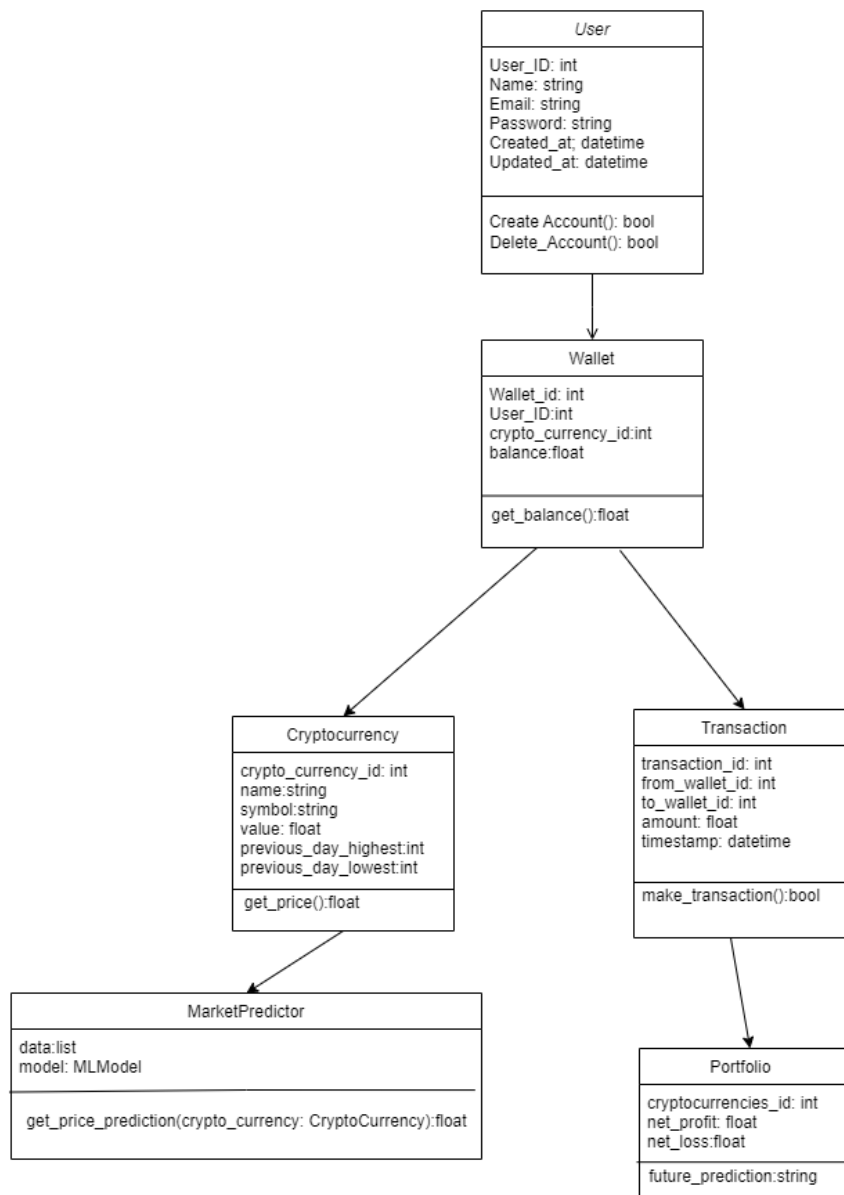 User
User_ID: int
Name: string
Email: string
Password: string
Created_at; datetime
Updated_at: datetime
Create Account(): bool
Delete_Account(): bool
Wallet
Wallet_id: int
User_ID:int
crypto_currency_id:int
balance:float
get_balance():float
Cryptocurrency
crypto_currency_id: int
name:string
symbol:string
value: float
previous_day_highest:int
previous_day_lowest:int
get_price():float
Transaction
transaction_id: int
from_wallet_id: int
to_wallet_id: int
amount: float
timestamp: datetime
make_transaction():bool
MarketPredictor
data:list
model: MLModel
get_price_prediction(crypto_currency: CryptoCurrency):float
Portfolio
cryptocurrencies_id: int
net_profit: float
net_loss:float
future_prediction:string